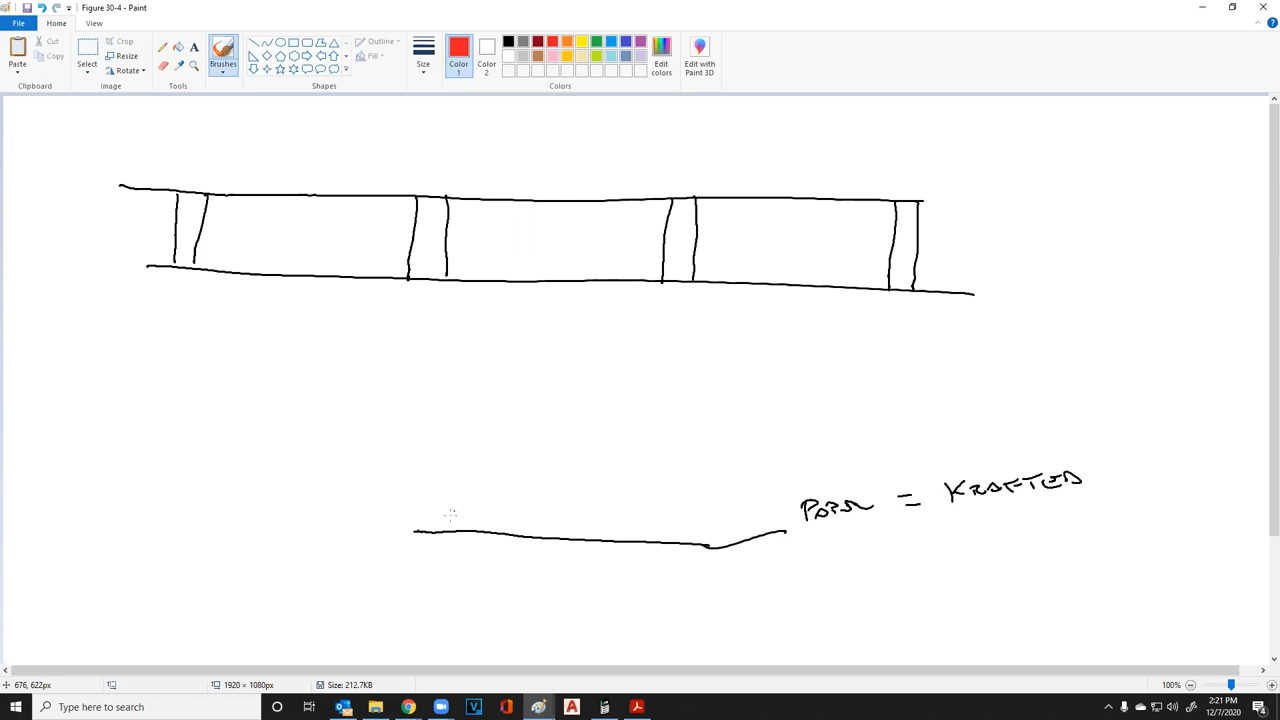 Figure 30-4 - Paint
File Home View
Paste Cut Copy Clipboard
Select Crop Resize Rotate Image
Tools
Brushes
Shapes Outline Fill
Size
Color 1 Color 2 Edit colors Colors
Edit with Paint 3D
= KRAFTED
676, 622px
1920 × 1080px
Size: 212.7KB
100%
Type here to search
2:21 PM
12/7/2020